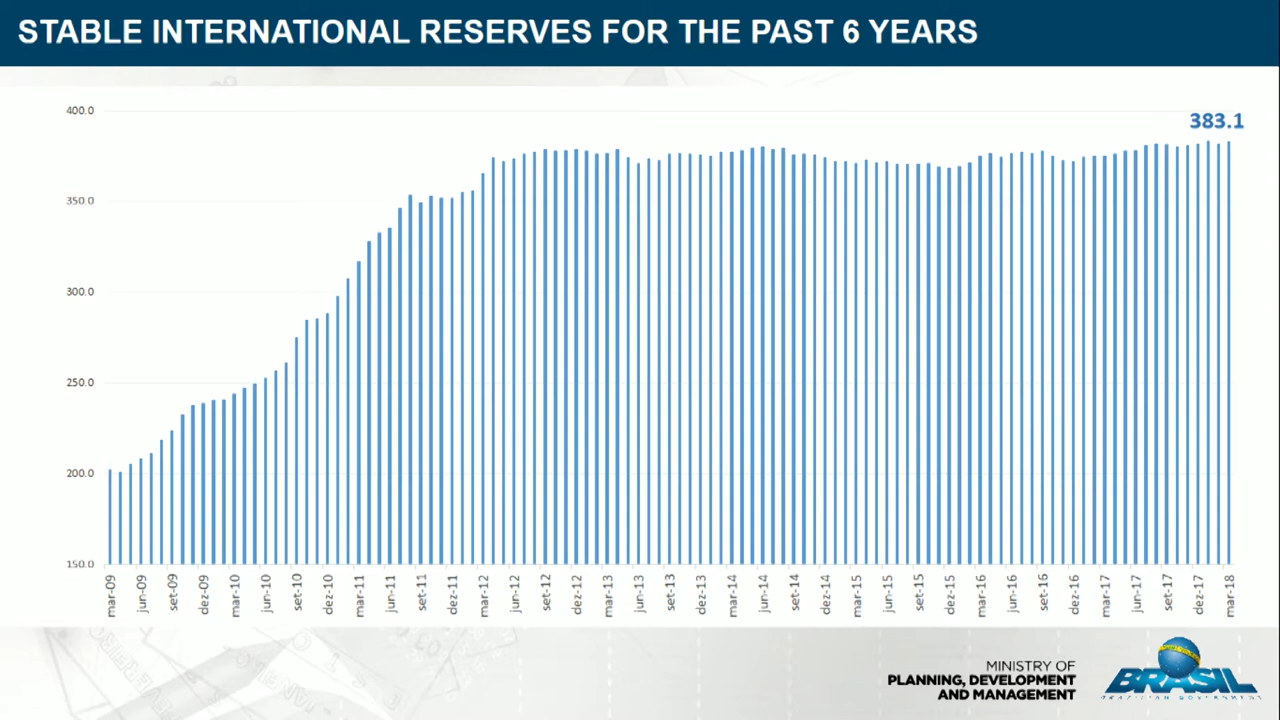 STABLE INTERNATIONAL RESERVES FOR THE PAST 6 YEARS
400.0
383.1
350.0
300.0
250.0
200.0
150.0
mar-09
jun-09
set-09
dez-09
mar-10
jun-10
set-10
dez-10
mar-11
jun-11
set-11
dez-11
mar-12
jun-12
set-12
dez-12
mar-13
jun-13
set-13
dez-13
mar-14
jun-14
set-14
dez-14
mar-15
jun-15
set-15
dez-15
mar-16
jun-16
set-16
dez-16
mar-17
jun-17
set-17
dez-17
mar-18
MINISTRY OF
PLANNING, DEVELOPMENT
AND MANAGEMENT
BRASIL
BRAZILIAN GOVERNMENT